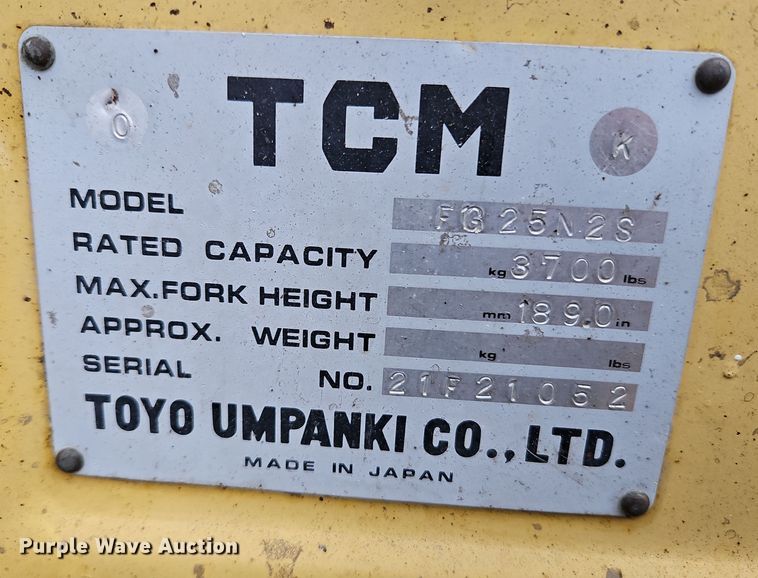 TCM
O K
MODEL FG25N2S
RATED CAPACITY kg 3700 lbs
MAX.FORK HEIGHT mm 189.0 in
APPROX. WEIGHT kg lbs
SERIAL NO. 21F21052
TOYO UMPANKI CO., LTD.
MADE IN JAPAN
Purple Wave Auction